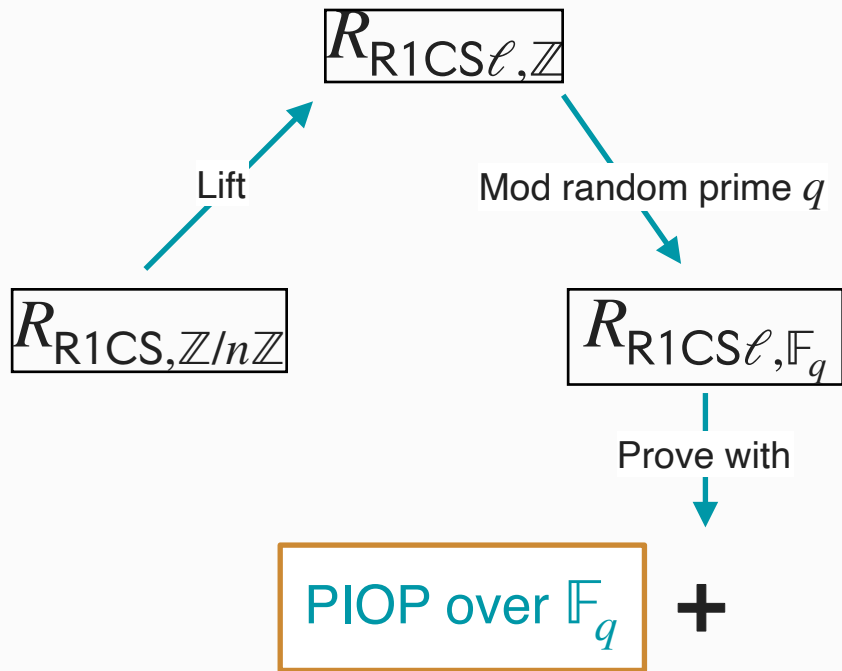 R_{R1CSℓ,ℤ}
Lift
Mod random prime q
R_{R1CS,ℤ/nℤ}
R_{R1CSℓ,𝔽_q}
Prove with
PIOP over 𝔽_q +